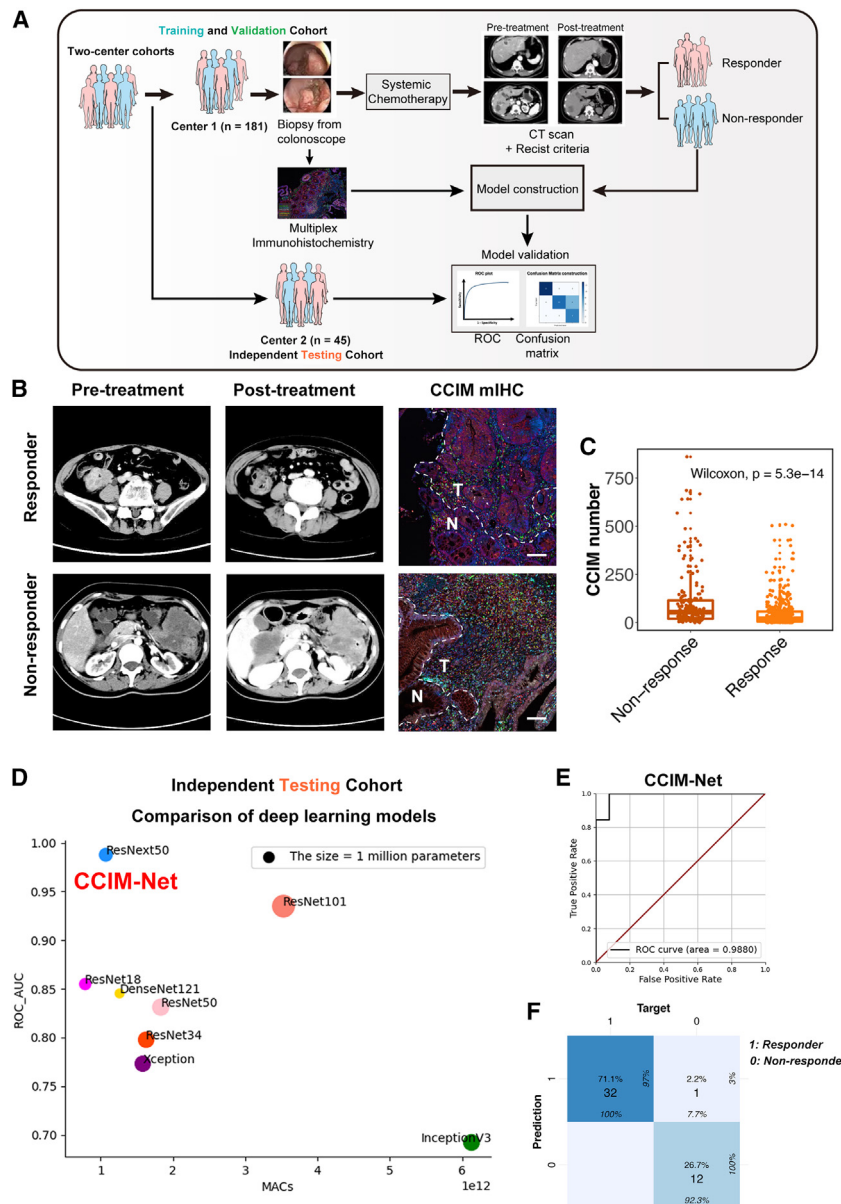 A
Training and Validation Cohort
Two-center cohorts
Center 1 (n = 181)
Biopsy from
colonoscope
Systemic
Chemotherapy
Pre-treatment
Post-treatment
CT scan
+ Recist criteria
Responder
Non-responder
Multiplex
Immunohistochemistry
Model construction
Model validation
ROC plot
Confusion Matrix construction
ROC
Confusion
matrix
Center 2 (n = 45)
Independent Testing Cohort
B
Pre-treatment
Post-treatment
CCIM mIHC
Responder
T
N
Non-responder
T
N
C
CCIM number
750
500
250
0
Wilcoxon, p = 5.3e−14
Non−response
Response
D
Independent Testing Cohort
Comparison of deep learning models
ROC_AUC
1.00
0.95
0.90
0.85
0.80
0.75
0.70
The size = 1 million parameters
ResNext50
CCIM-Net
ResNet101
ResNet18
DenseNet121
ResNet50
ResNet34
Xception
InceptionV3
1 2 3 4 5 6
1e12
MACs
E
CCIM-Net
True Positive Rate
1.0
0.8
0.6
0.4
0.2
0.0
ROC curve (area = 0.9880)
0.0 0.2 0.4 0.6 0.8 1.0
False Positive Rate
F
Target
1 0
1: Responder
0: Non-responde
Prediction
1
71.1%
32
100%
97%
2.2%
1
7.7%
3%
0
26.7%
12
92.3%
100%